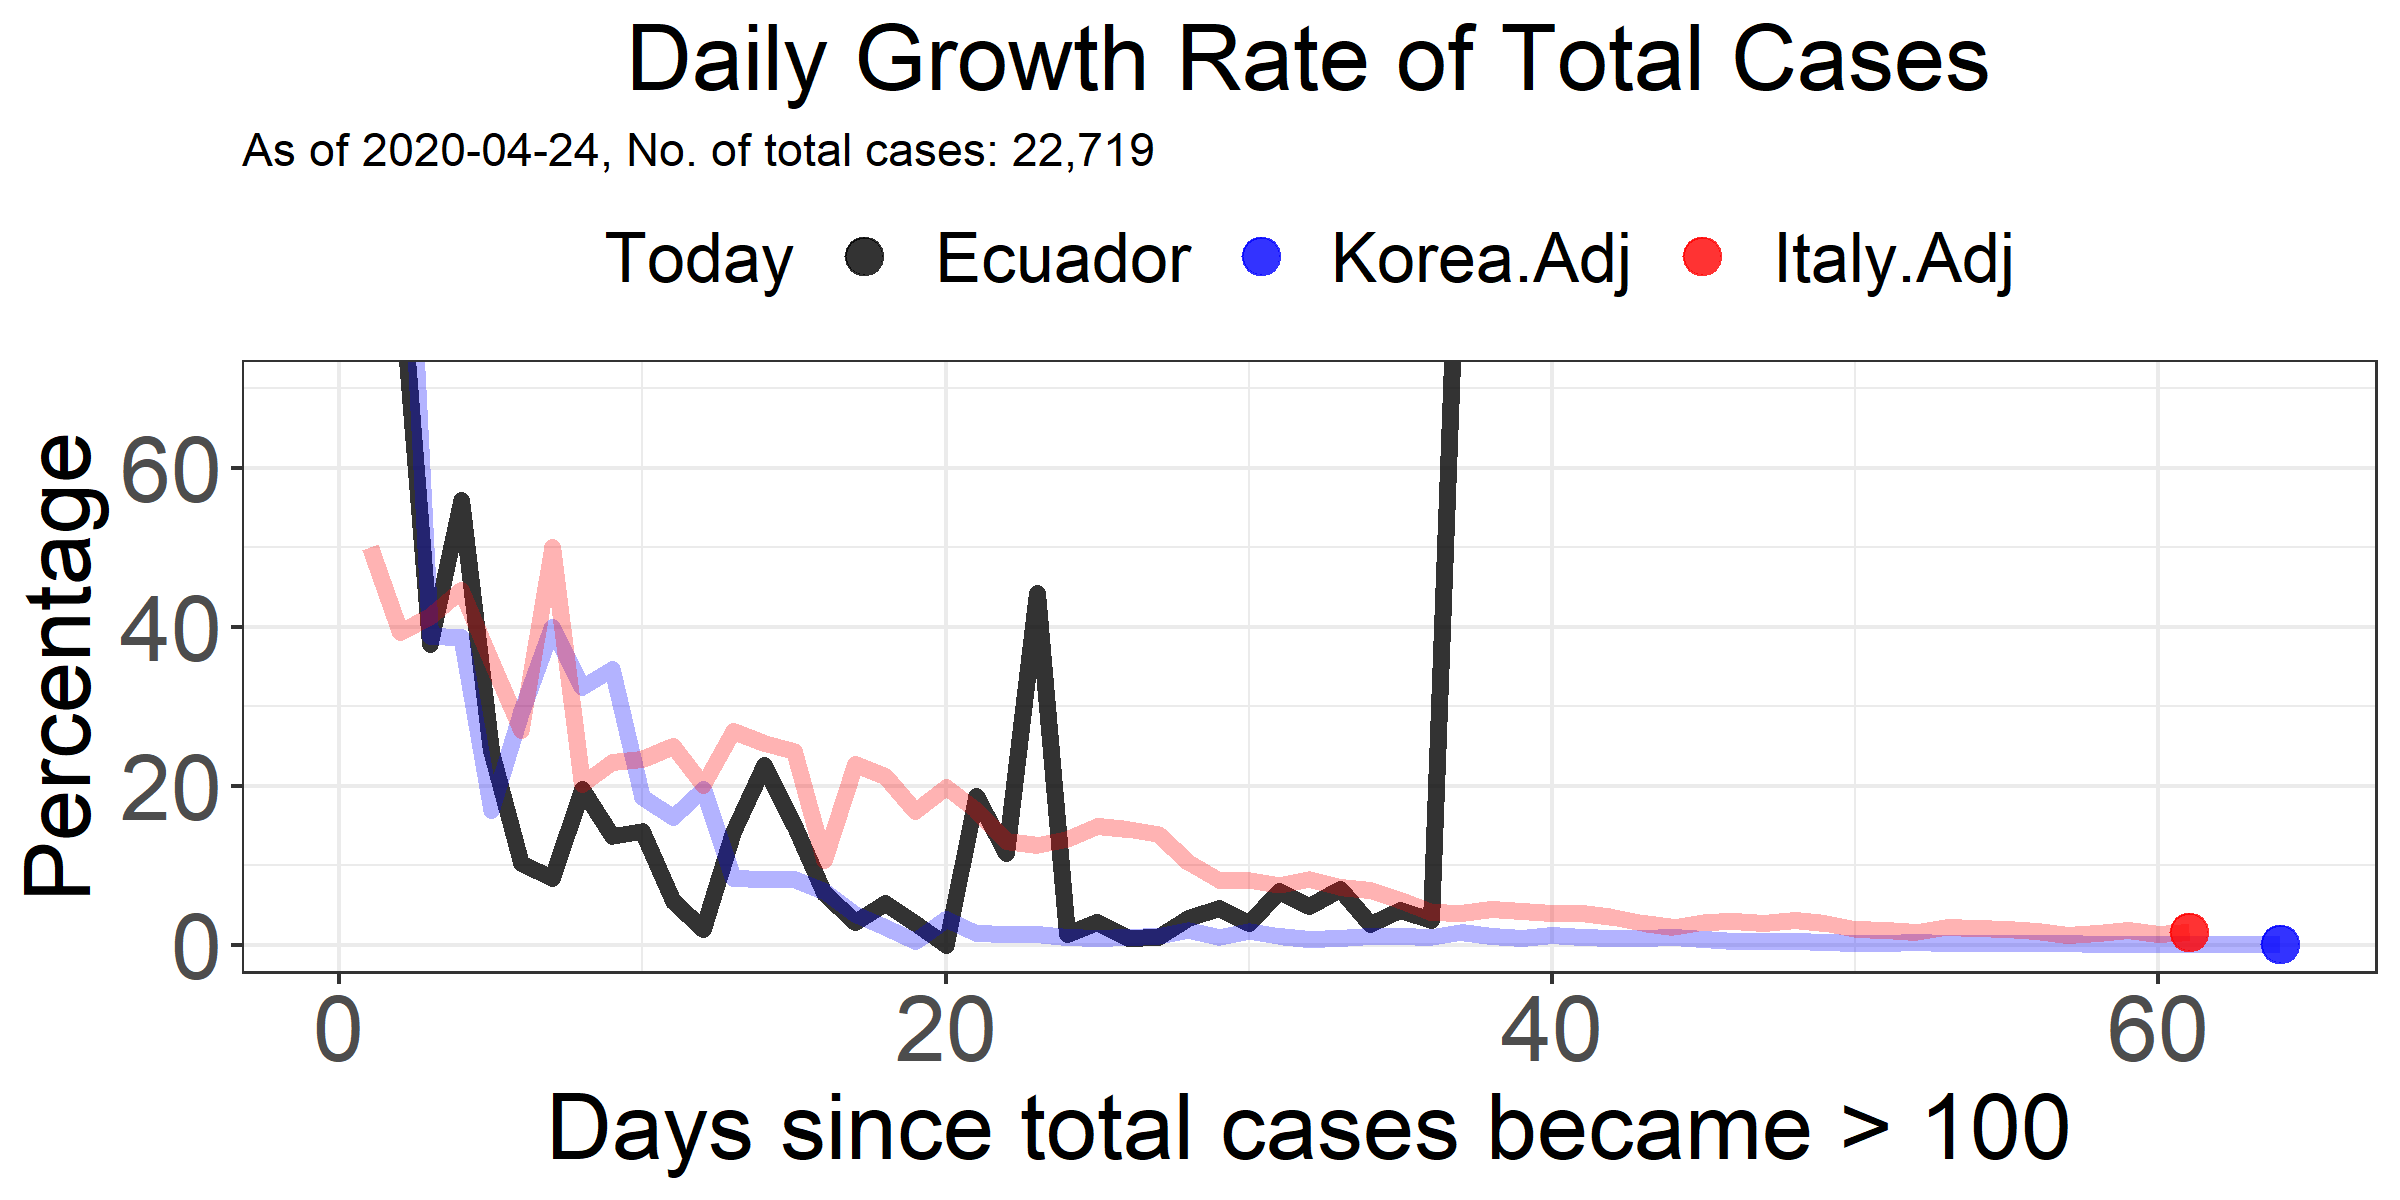 Daily Growth Rate of Total Cases
As of 2020-04-24, No. of total cases: 22,719
Today Ecuador Korea.Adj Italy.Adj
Percentage
60
40
20
0
0 20 40 60
Days since total cases became > 100